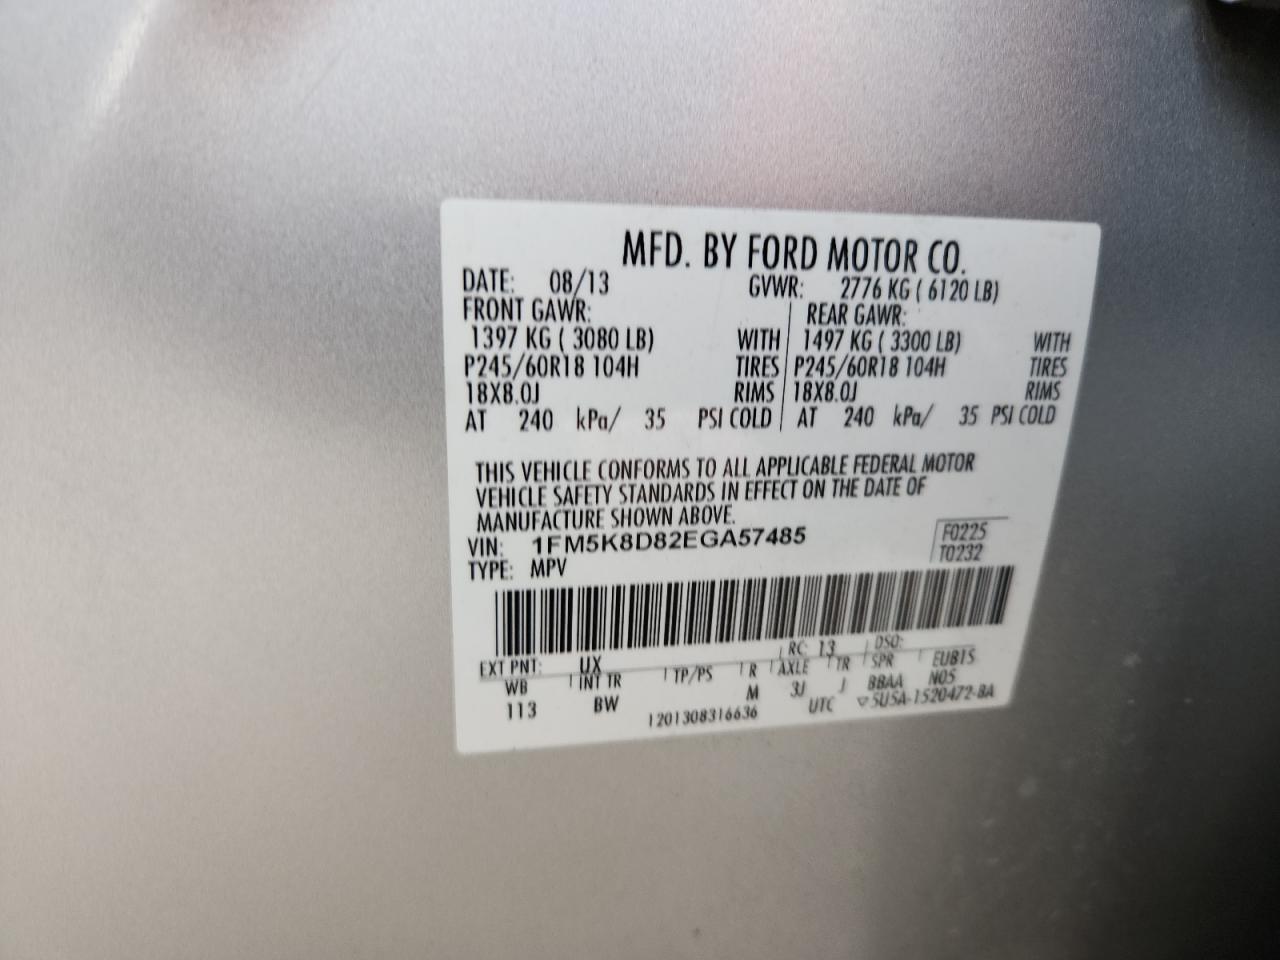 MFD. BY FORD MOTOR CO.
DATE: 08/13 GVWR: 2776 KG ( 6120 LB)
FRONT GAWR: REAR GAWR:
1397 KG ( 3080 LB) WITH 1497 KG ( 3300 LB) WITH
P245/60R18 104H TIRES P245/60R18 104H TIRES
18X8.0J RIMS 18X8.0J RIMS
AT 240 kPa/ 35 PSI COLD AT 240 kPa/ 35 PSI COLD
THIS VEHICLE CONFORMS TO ALL APPLICABLE FEDERAL MOTOR
VEHICLE SAFETY STANDARDS IN EFFECT ON THE DATE OF
MANUFACTURE SHOWN ABOVE.
VIN: 1FM5K8D82EGA57485 F0225
TYPE: MPV T0232
EXT PNT: UX RC: 13 DSO:
WB INT TR TP/PS R AXLE TR SPR EUB15
113 BW M 3J J BBAA N05
1201308316636 UTC ▽5U5A-1520472-BA